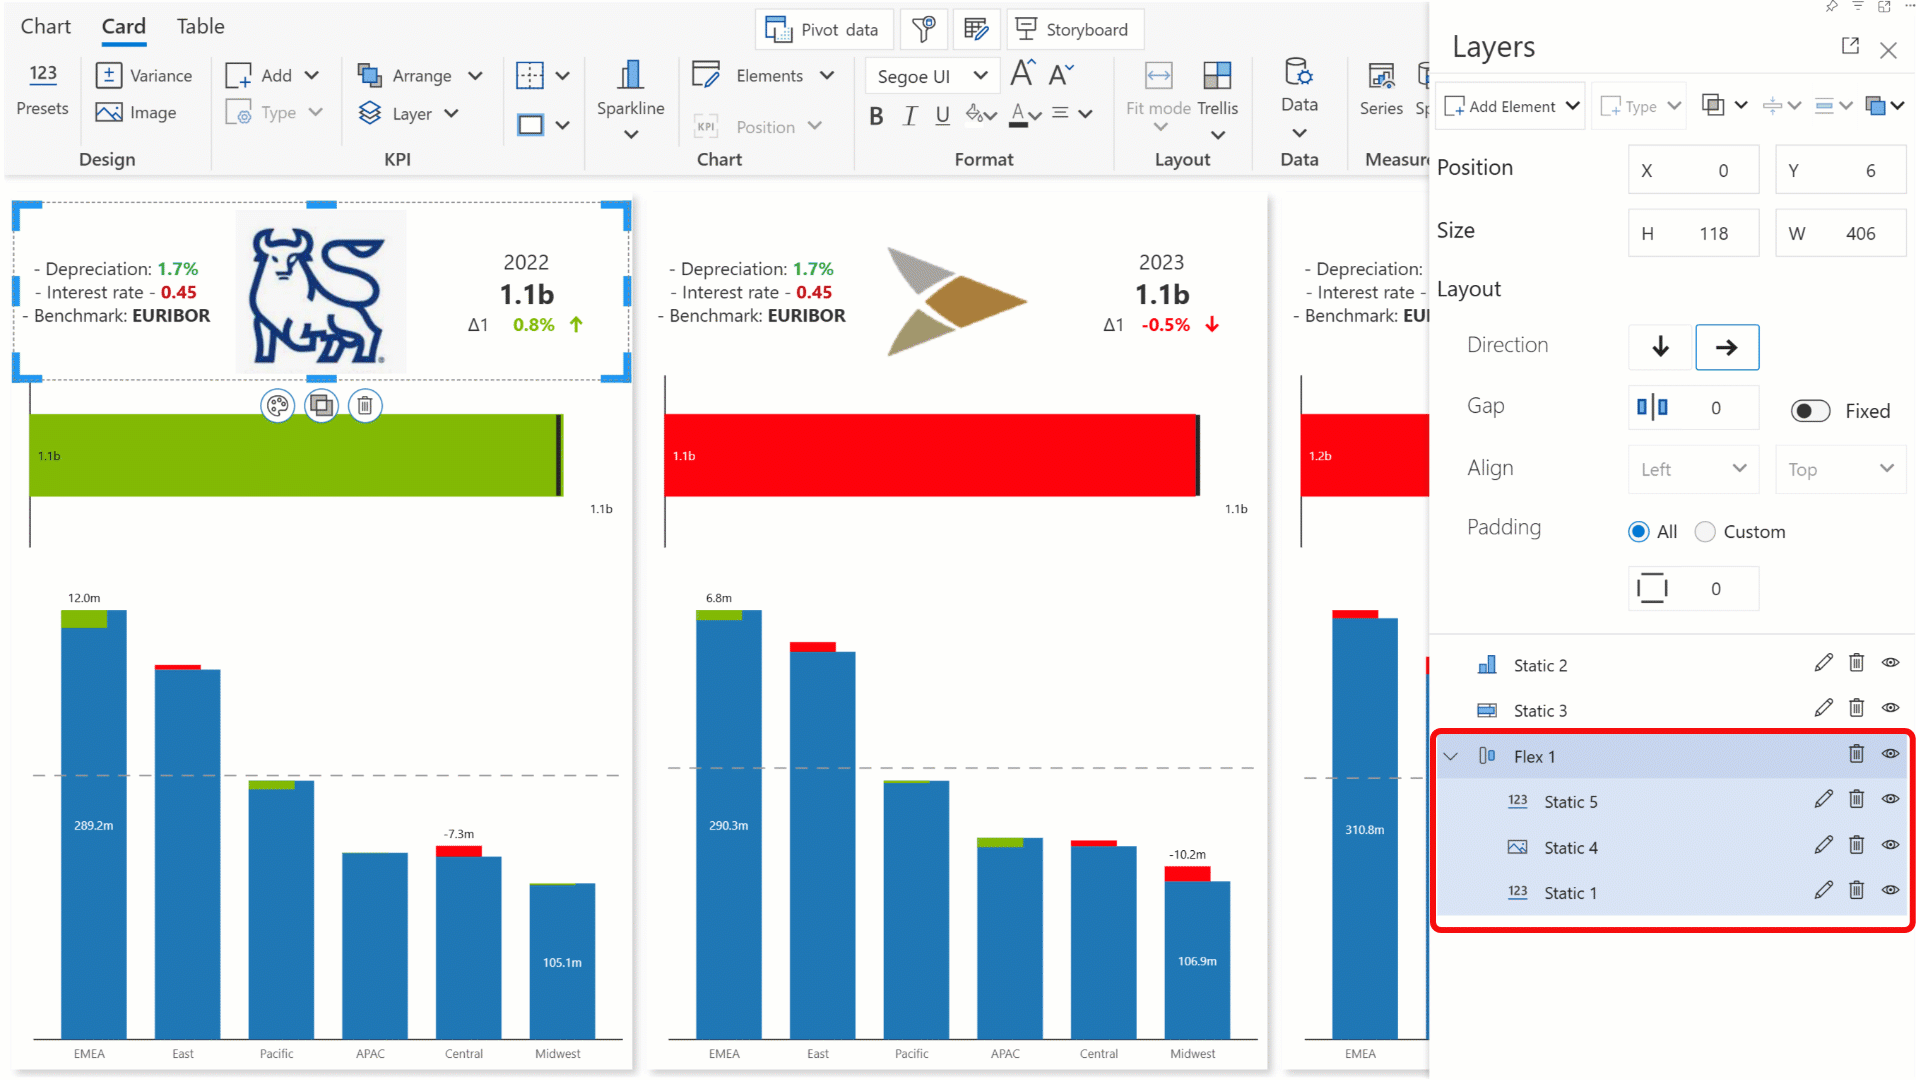 Chart
Card
Table
Pivot data
Storyboard
123
Presets
Variance
Image
Design
Add
Type
Arrange
Layer
KPI
Sparkline
Elements
KPI
Position
Chart
Segoe UI
A
A
B
I
U
A
Format
Fit mode
Trellis
Layout
Data
Data
Series
Sp
Measure
- Depreciation: 1.7%
- Interest rate - 0.45
- Benchmark: EURIBOR
2022
1.1b
Δ1 0.8%
1.1b
1.1b
12.0m
289.2m
-7.3m
105.1m
EMEA
East
Pacific
APAC
Central
Midwest
- Depreciation: 1.7%
- Interest rate - 0.45
- Benchmark: EURIBOR
2023
1.1b
Δ1 -0.5%
1.1b
1.1b
6.8m
290.3m
-10.2m
106.9m
EMEA
East
Pacific
APAC
Central
Midwest
- Depreciation:
- Interest rate -
- Benchmark: EUI
1.2b
310.8m
EMEA
Layers
Add Element
Type
Position
X 0
Y 6
Size
H 118
W 406
Layout
Direction
Gap
0
Fixed
Align
Left
Top
Padding
All
Custom
0
Static 2
Static 3
Flex 1
123 Static 5
Static 4
123 Static 1